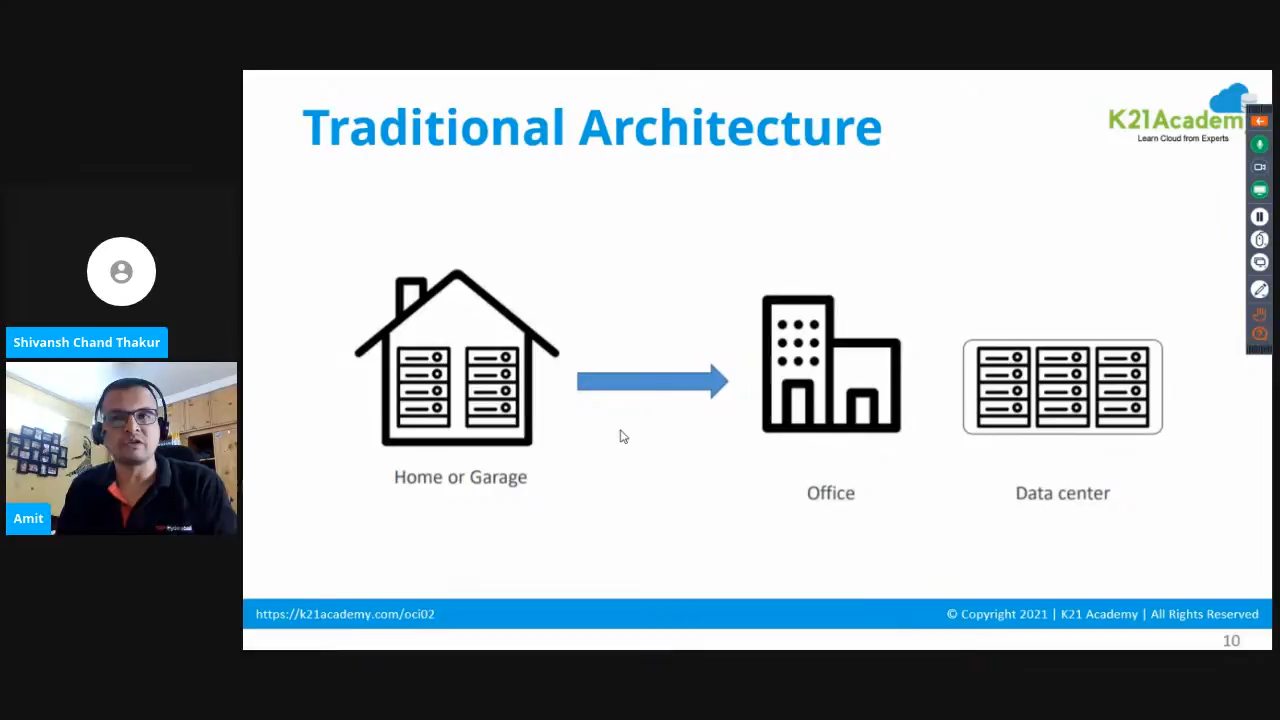 Traditional Architecture
K21Academ
Learn Cloud from Experts
Shivansh Chand Thakur
Amit
Home or Garage
Office
Data center
https://k21academy.com/oci02
© Copyright 2021 | K21 Academy | All Rights Reserved
10